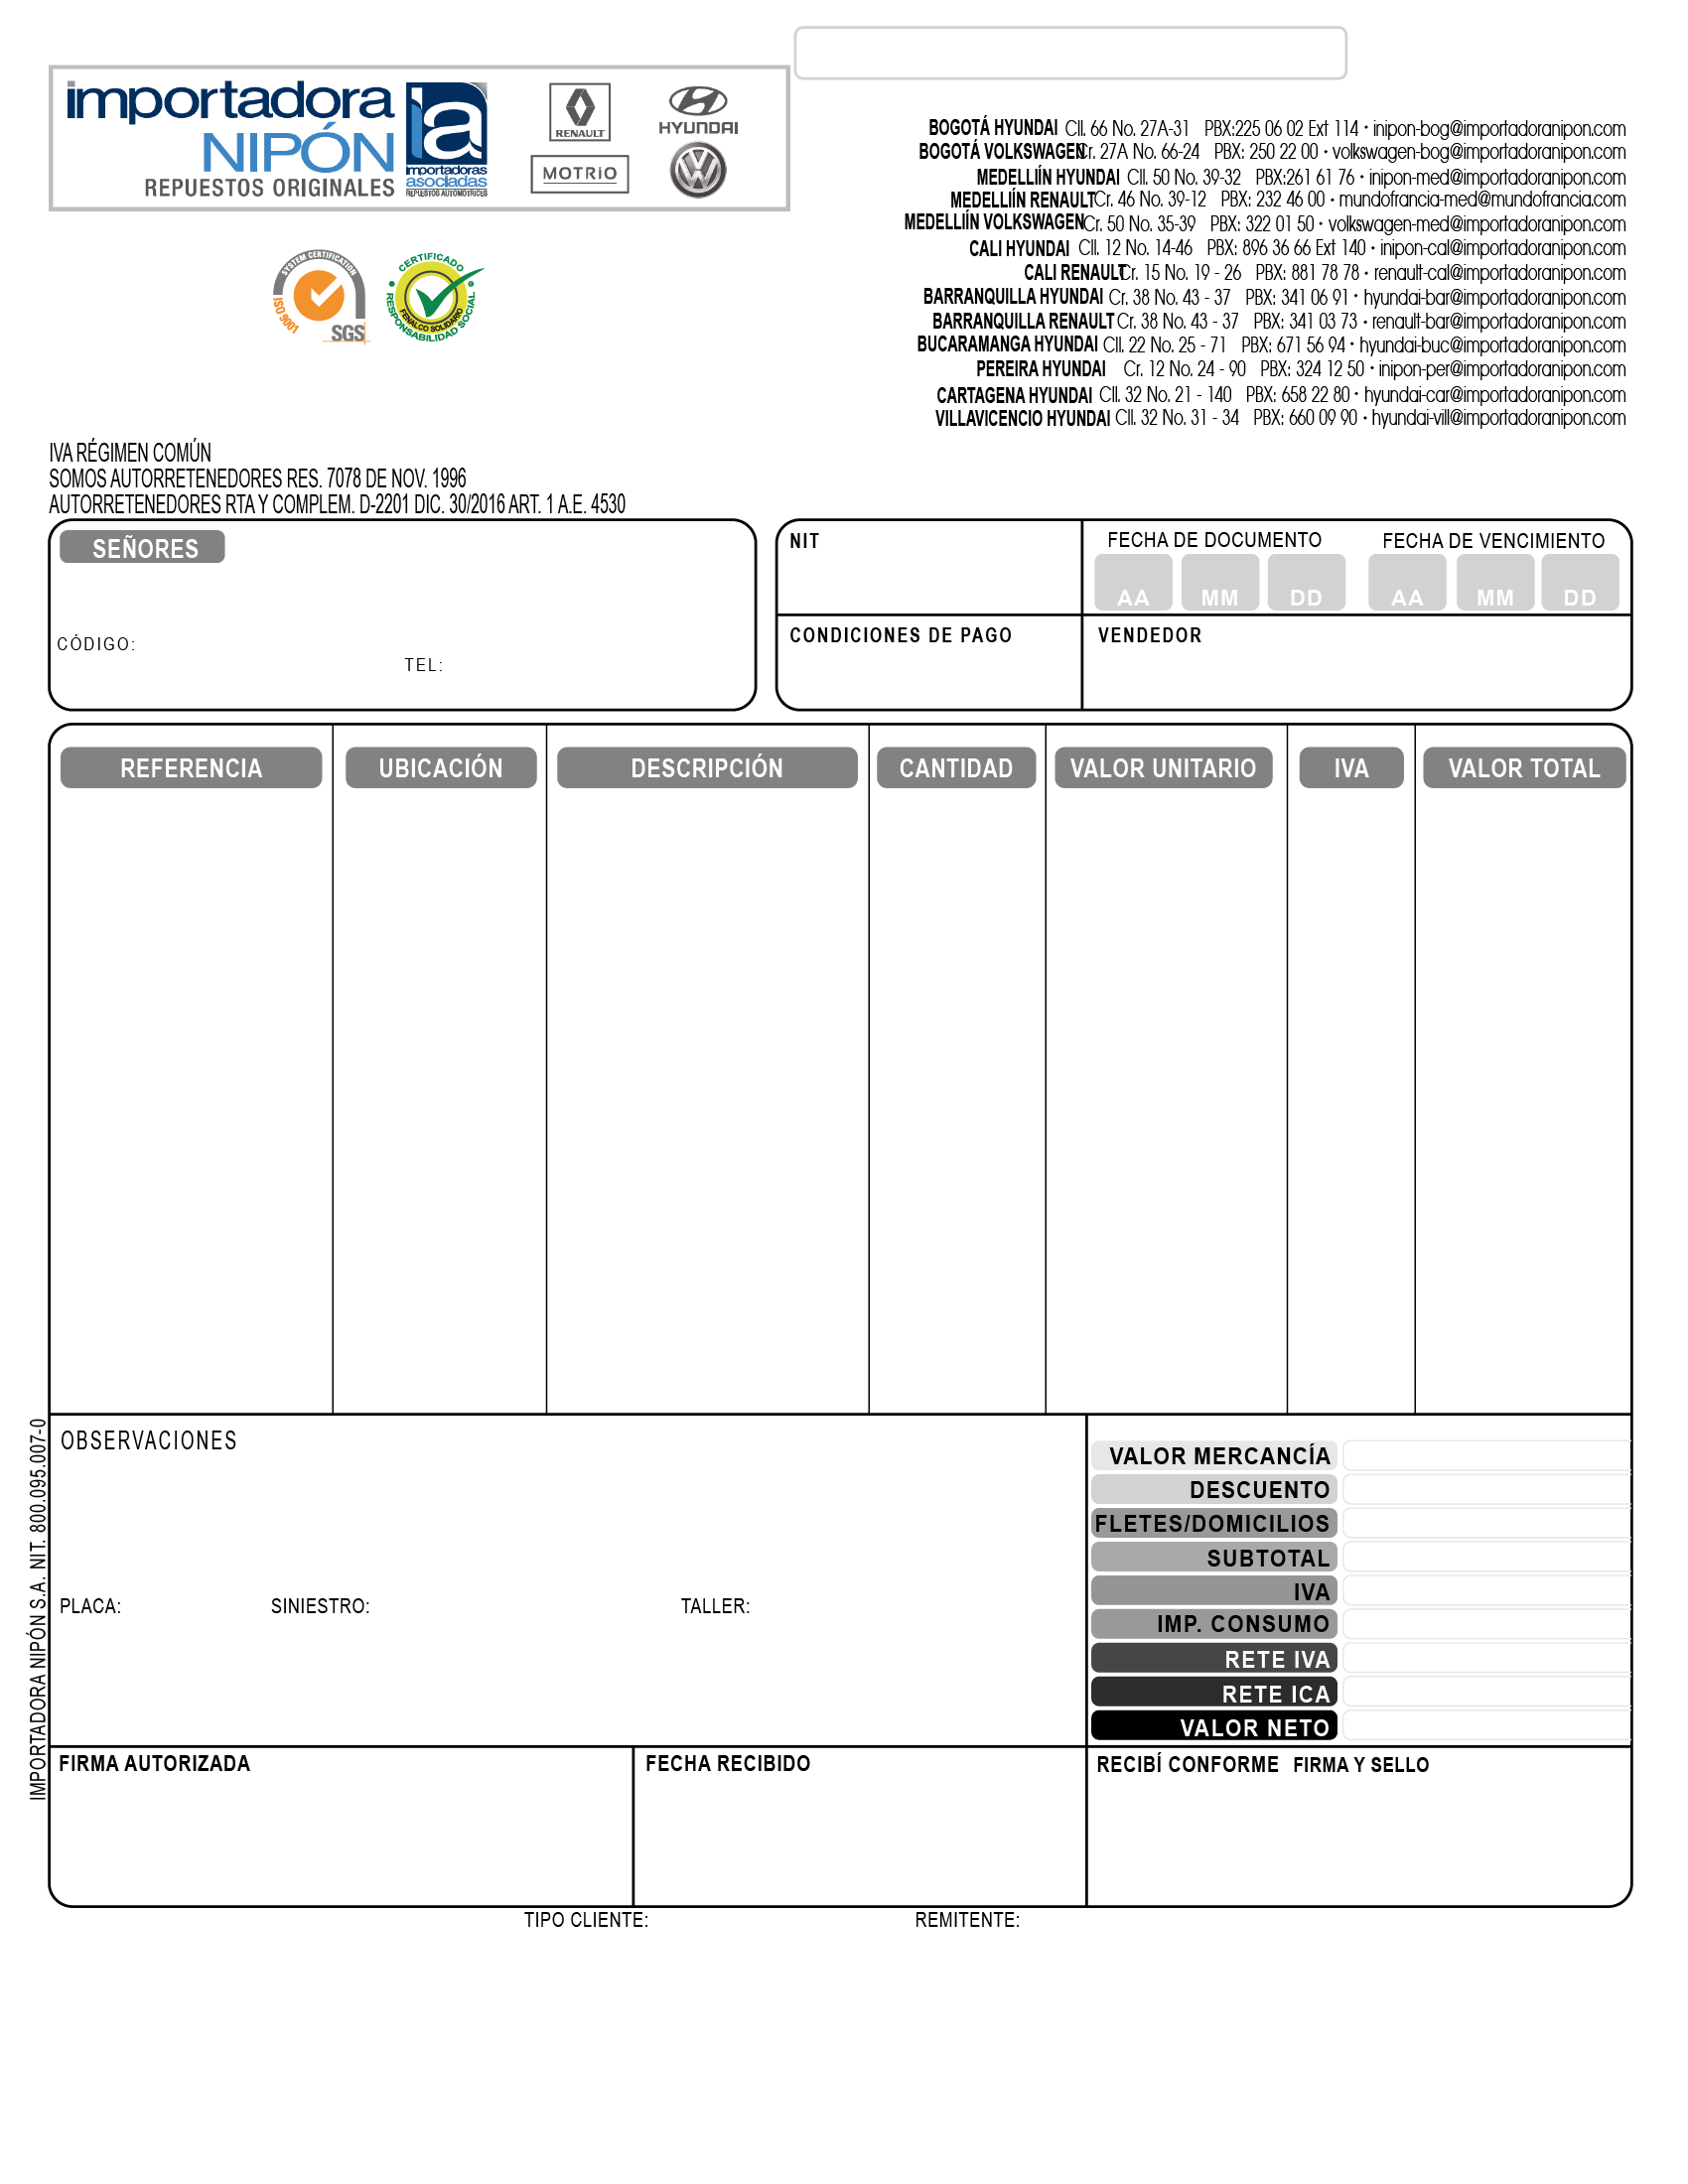 importadora
NIPÓN
REPUESTOS ORIGINALES
ia
importadoras
asociadas
REPUESTOS AUTOMOTRICES
RENAULT
HYUNDAI
MOTRiO
SYSTEM CERTIFICATION
ISO 9001
SGS
CERTIFICADO
FENALCO SOLIDARIO
RESPONSABILIDAD SOCIAL
BOGOTÁ HYUNDAI Cll. 66 No. 27A-31 PBX:225 06 02 Ext 114 • inipon-bog@importadoranipon.com
BOGOTÁ VOLKSWAGEN Cr. 27A No. 66-24 PBX: 250 22 00 • volkswagen-bog@importadoranipon.com
MEDELLIÍN HYUNDAI Cll. 50 No. 39-32 PBX:261 61 76 • inipon-med@importadoranipon.com
MEDELLIÍN RENAULT Cr. 46 No. 39-12 PBX: 232 46 00 • mundofrancia-med@mundofrancia.com
MEDELLIÍN VOLKSWAGEN Cr. 50 No. 35-39 PBX: 322 01 50 • volkswagen-med@importadoranipon.com
CALI HYUNDAI Cll. 12 No. 14-46 PBX: 896 36 66 Ext 140 • inipon-cal@importadoranipon.com
CALI RENAULT Cr. 15 No. 19 - 26 PBX: 881 78 78 • renault-cal@importadoranipon.com
BARRANQUILLA HYUNDAI Cr. 38 No. 43 - 37 PBX: 341 06 91 • hyundai-bar@importadoranipon.com
BARRANQUILLA RENAULT Cr. 38 No. 43 - 37 PBX: 341 03 73 • renault-bar@importadoranipon.com
BUCARAMANGA HYUNDAI Cll. 22 No. 25 - 71 PBX: 671 56 94 • hyundai-buc@importadoranipon.com
PEREIRA HYUNDAI Cr. 12 No. 24 - 90 PBX: 324 12 50 • inipon-per@importadoranipon.com
CARTAGENA HYUNDAI Cll. 32 No. 21 - 140 PBX: 658 22 80 • hyundai-car@importadoranipon.com
VILLAVICENCIO HYUNDAI Cll. 32 No. 31 - 34 PBX: 660 09 90 • hyundai-vill@importadoranipon.com
IVA RÉGIMEN COMÚN
SOMOS AUTORRETENEDORES RES. 7078 DE NOV. 1996
AUTORRETENEDORES RTA Y COMPLEM. D-2201 DIC. 30/2016 ART. 1 A.E. 4530
SEÑORES
CÓDIGO:
TEL:
NIT
FECHA DE DOCUMENTO FECHA DE VENCIMIENTO
AA MM DD AA MM DD
CONDICIONES DE PAGO VENDEDOR
REFERENCIA UBICACIÓN DESCRIPCIÓN CANTIDAD VALOR UNITARIO IVA VALOR TOTAL
OBSERVACIONES
PLACA: SINIESTRO: TALLER:
VALOR MERCANCÍA
DESCUENTO
FLETES/DOMICILIOS
SUBTOTAL
IVA
IMP. CONSUMO
RETE IVA
RETE ICA
VALOR NETO
FIRMA AUTORIZADA FECHA RECIBIDO RECIBÍ CONFORME FIRMA Y SELLO
TIPO CLIENTE: REMITENTE:
IMPORTADORA NIPÓN S.A. NIT. 800.095.007-0